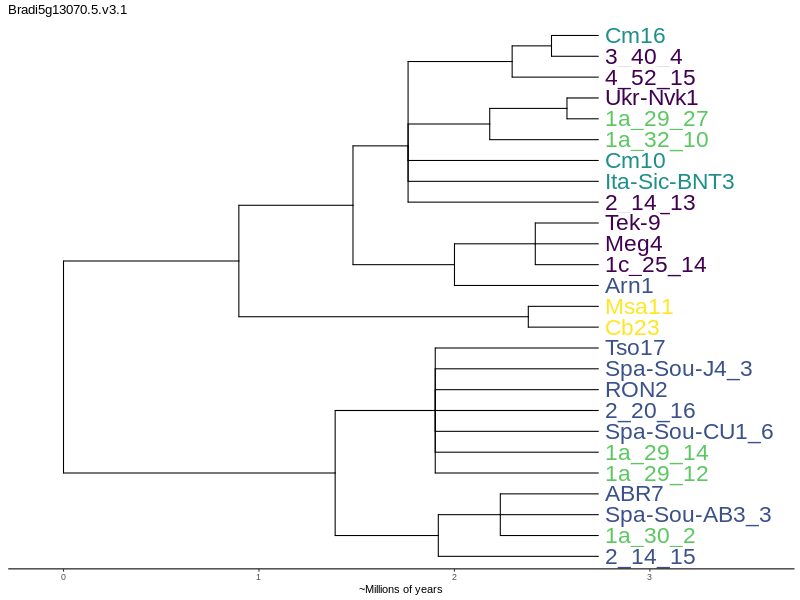 Bradi5g13070.5.v3.1
Cm16
3_40_4
4_52_15
Ukr-Nvk1
1a_29_27
1a_32_10
Cm10
Ita-Sic-BNT3
2_14_13
Tek-9
Meg4
1c_25_14
Arn1
Msa11
Cb23
Tso17
Spa-Sou-J4_3
RON2
2_20_16
Spa-Sou-CU1_6
1a_29_14
1a_29_12
ABR7
Spa-Sou-AB3_3
1a_30_2
2_14_15
0 1 2 3
~Millions of years